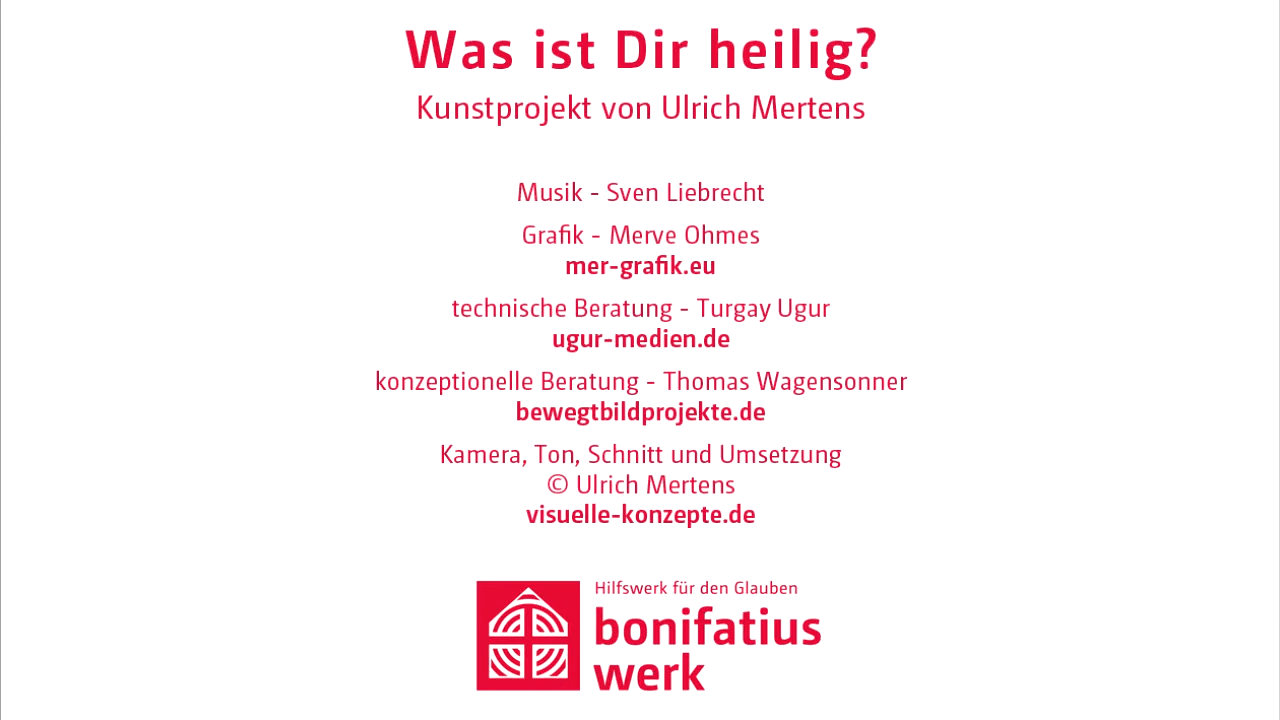 Was ist Dir heilig?
Kunstprojekt von Ulrich Mertens
Musik - Sven Liebrecht
Grafik - Merve Ohmes
mer-grafik.eu
technische Beratung - Turgay Ugur
ugur-medien.de
konzeptionelle Beratung - Thomas Wagensonner
bewegtbildprojekte.de
Kamera, Ton, Schnitt und Umsetzung
© Ulrich Mertens
visuelle-konzepte.de
Hilfswerk für den Glauben
bonifatius
werk